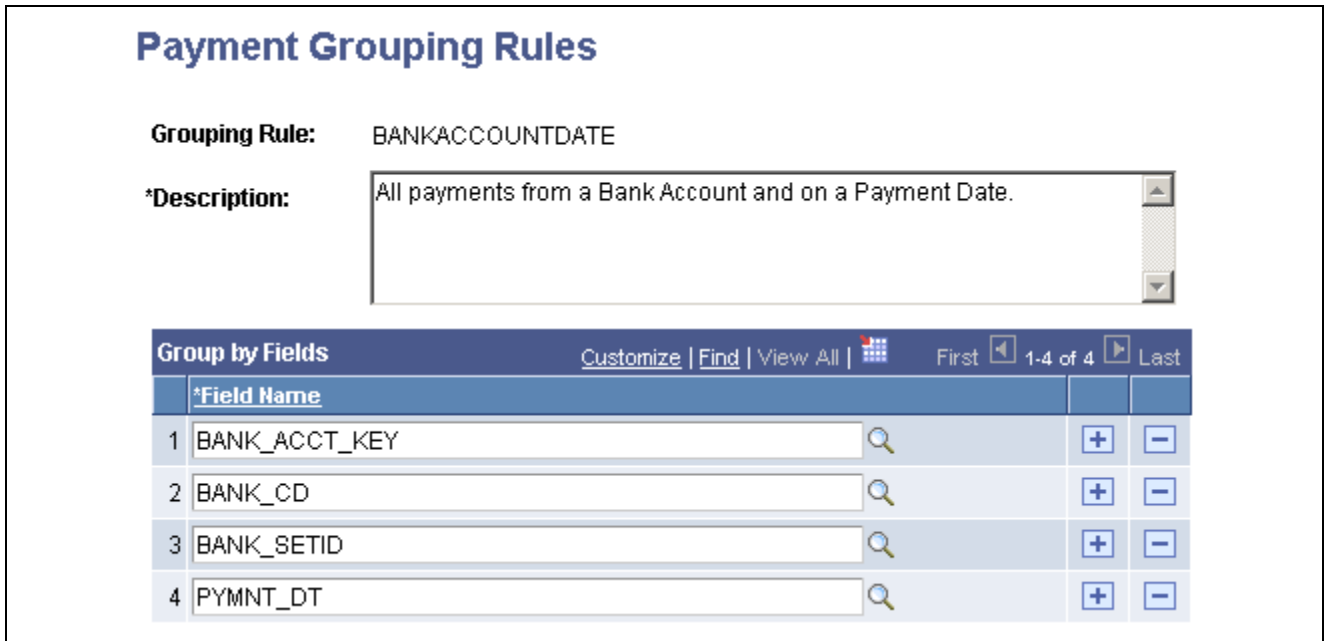 Payment Grouping Rules
Grouping Rule: BANKACCOUNTDATE
*Description: All payments from a Bank Account and on a Payment Date.
Group by Fields Customize | Find | View All | First 1-4 of 4 Last
*Field Name
1 BANK_ACCT_KEY
2 BANK_CD
3 BANK_SETID
4 PYMNT_DT